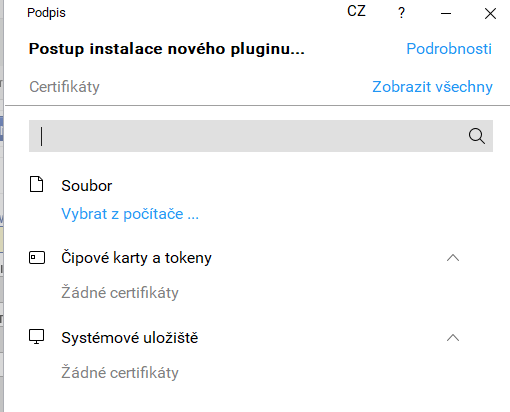 Podpis CZ ?
Postup instalace nového pluginu... Podrobnosti
Certifikáty Zobrazit všechny
Soubor
Vybrat z počítače ...
Čipové karty a tokeny
Žádné certifikáty
Systémové uložiště
Žádné certifikáty